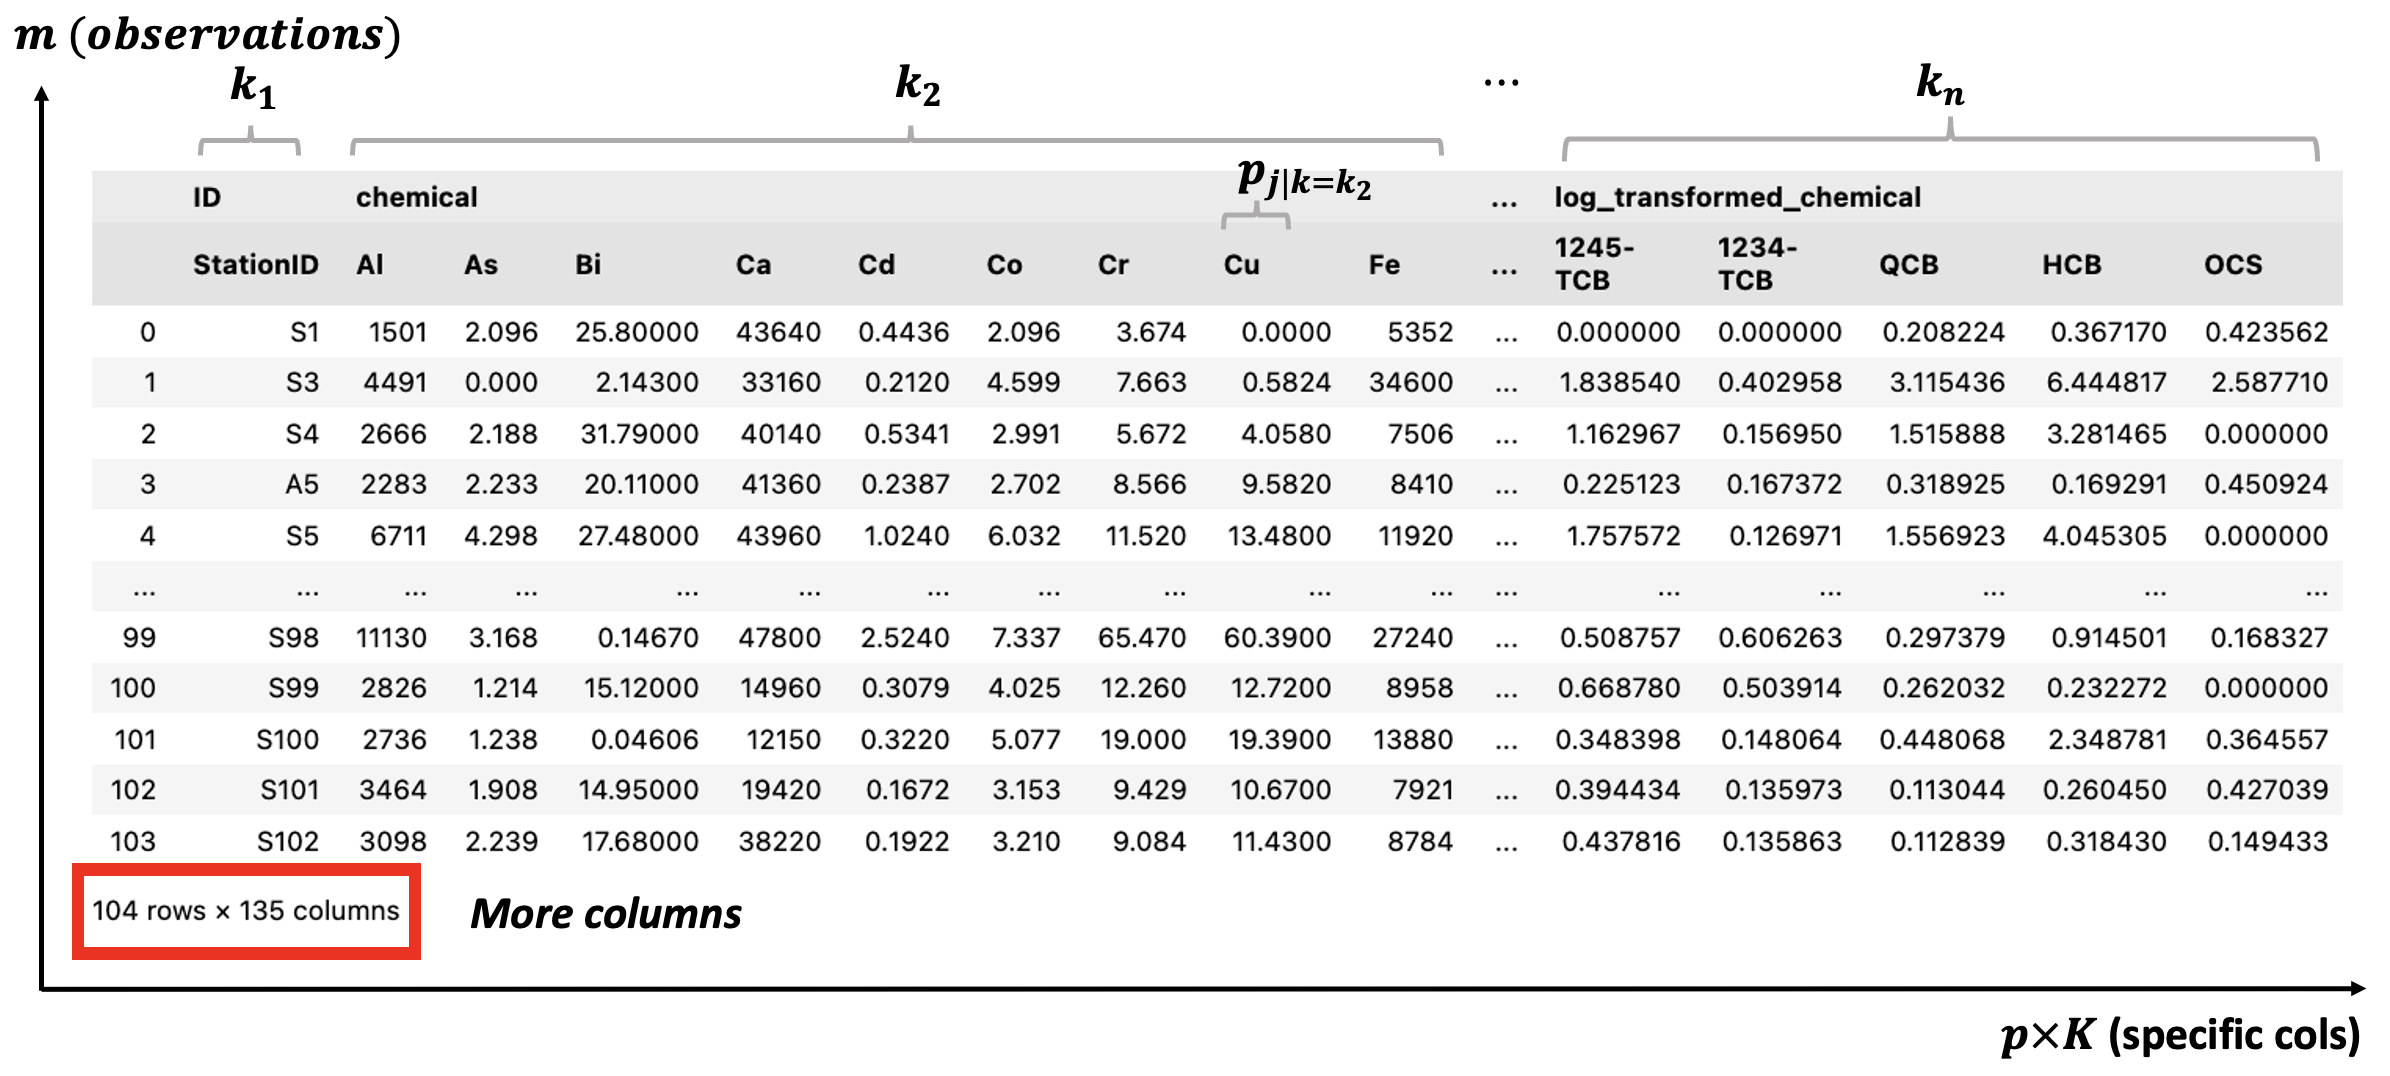 m (observations)
k1 k2 ... kn
pj|k=k2
ID chemical ... log_transformed_chemical
StationID Al As Bi Ca Cd Co Cr Cu Fe ... 1245-TCB 1234-TCB QCB HCB OCS
0 S1 1501 2.096 25.80000 43640 0.4436 2.096 3.674 0.0000 5352 ... 0.000000 0.000000 0.208224 0.367170 0.423562
1 S3 4491 0.000 2.14300 33160 0.2120 4.599 7.663 0.5824 34600 ... 1.838540 0.402958 3.115436 6.444817 2.587710
2 S4 2666 2.188 31.79000 40140 0.5341 2.991 5.672 4.0580 7506 ... 1.162967 0.156950 1.515888 3.281465 0.000000
3 A5 2283 2.233 20.11000 41360 0.2387 2.702 8.566 9.5820 8410 ... 0.225123 0.167372 0.318925 0.169291 0.450924
4 S5 6711 4.298 27.48000 43960 1.0240 6.032 11.520 13.4800 11920 ... 1.757572 0.126971 1.556923 4.045305 0.000000
... ... ... ... ... ... ... ... ... ... ... ... ... ... ... ... ...
99 S98 11130 3.168 0.14670 47800 2.5240 7.337 65.470 60.3900 27240 ... 0.508757 0.606263 0.297379 0.914501 0.168327
100 S99 2826 1.214 15.12000 14960 0.3079 4.025 12.260 12.7200 8958 ... 0.668780 0.503914 0.262032 0.232272 0.000000
101 S100 2736 1.238 0.04606 12150 0.3220 5.077 19.000 19.3900 13880 ... 0.348398 0.148064 0.448068 2.348781 0.364557
102 S101 3464 1.908 14.95000 19420 0.1672 3.153 9.429 10.6700 7921 ... 0.394434 0.135973 0.113044 0.260450 0.427039
103 S102 3098 2.239 17.68000 38220 0.1922 3.210 9.084 11.4300 8784 ... 0.437816 0.135863 0.112839 0.318430 0.149433
104 rows × 135 columns More columns
p×K (specific cols)